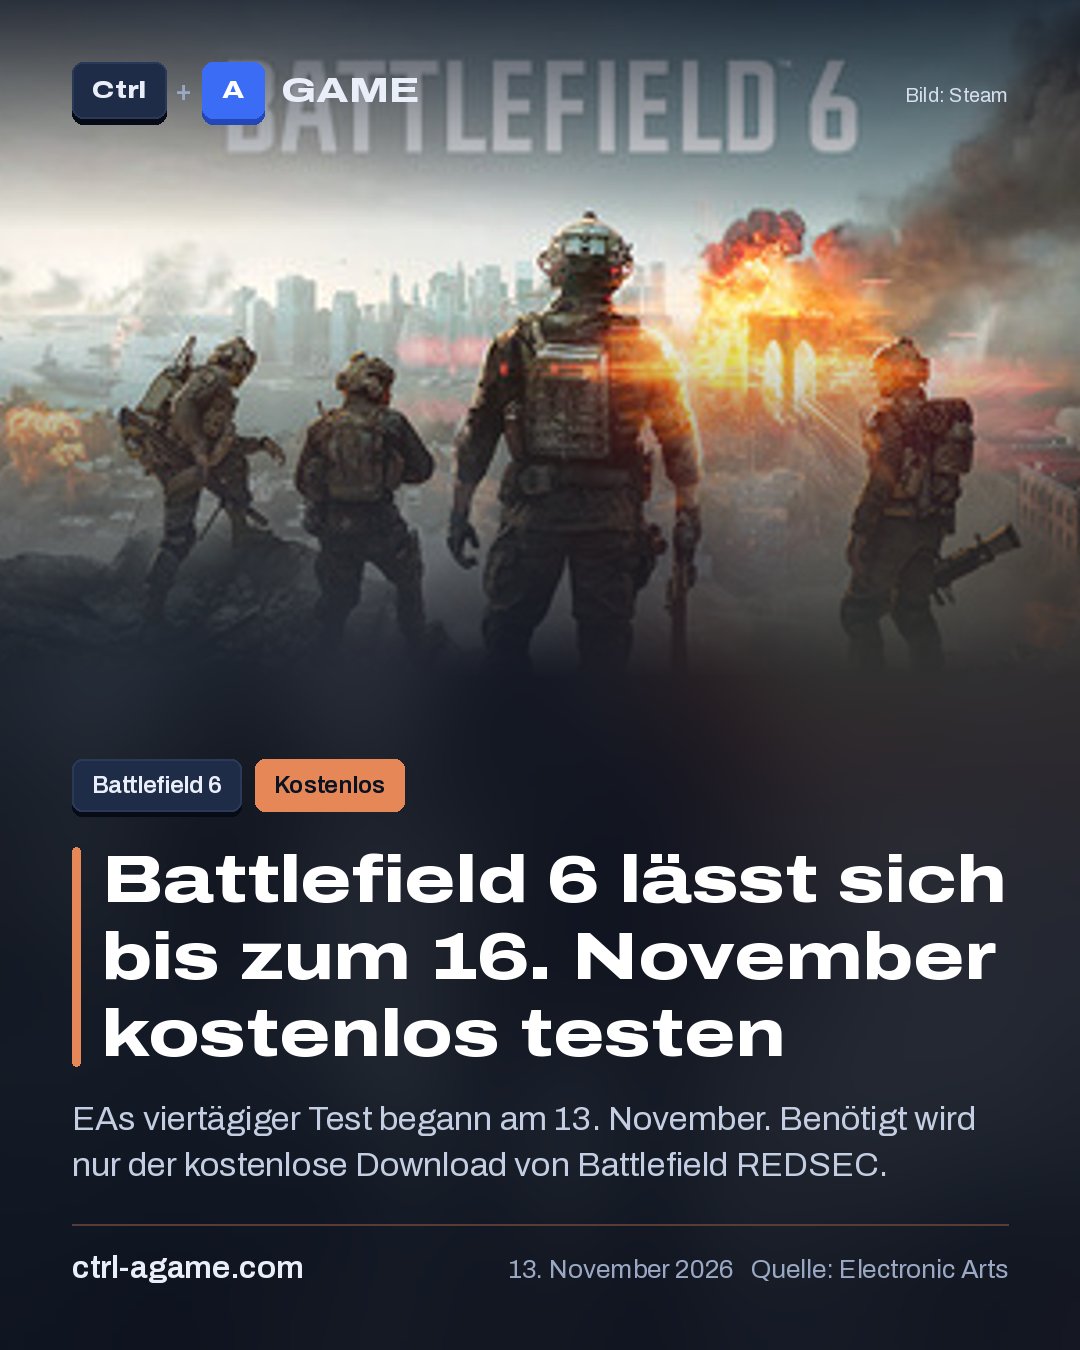 Ctrl + A GAME
BATTLEFIELD™ 6
Bild: Steam
Battlefield 6
Kostenlos
Battlefield 6 lässt sich
bis zum 16. November
kostenlos testen
EAs viertägiger Test begann am 13. November. Benötigt wird
nur der kostenlose Download von Battlefield REDSEC.
ctrl-agame.com
13. November 2026 Quelle: Electronic Arts